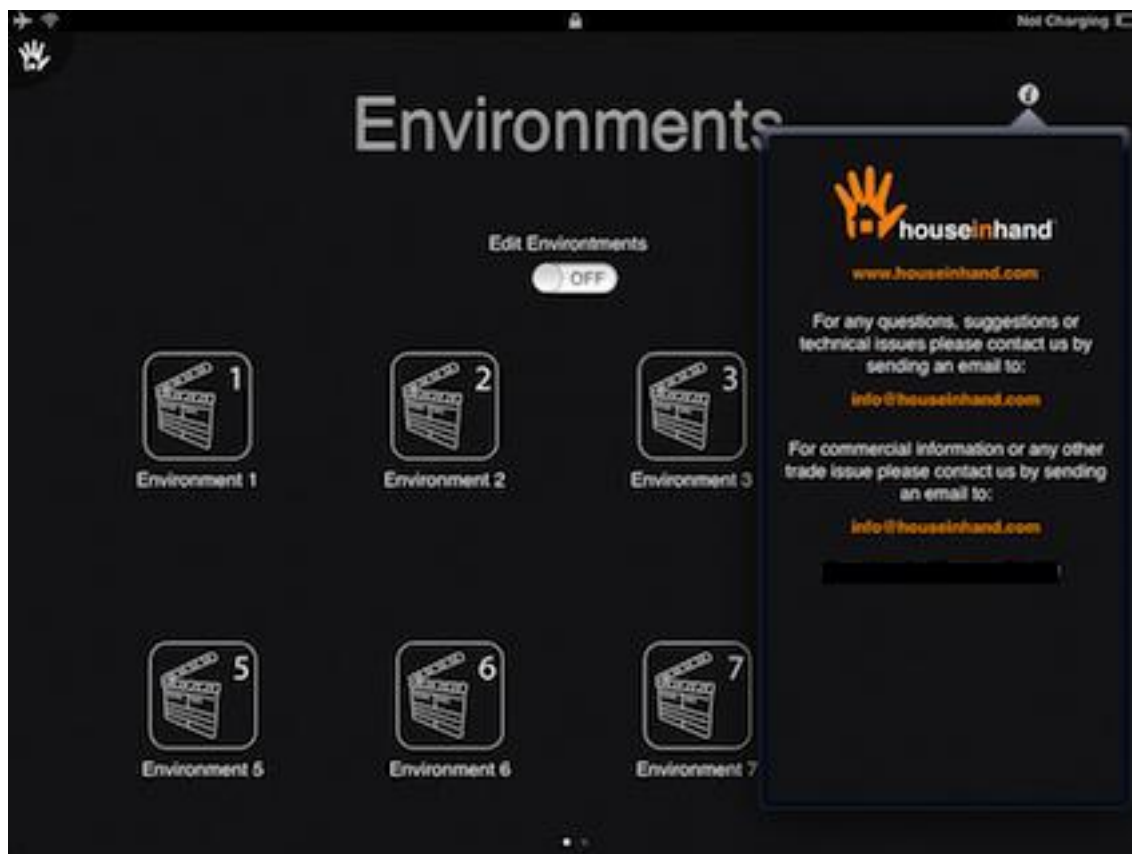 Not Charging
Environments
Edit Environtments
OFF
1
Environment 1
2
Environment 2
3
Environment 3
5
Environment 5
6
Environment 6
7
Environment 7
i
houseinhand
www.houseinhand.com
For any questions, suggestions or
technical issues please contact us by
sending an email to:
info@houseinhand.com
For commercial information or any other
trade issue please contact us by sending
an email to:
info@houseinhand.com